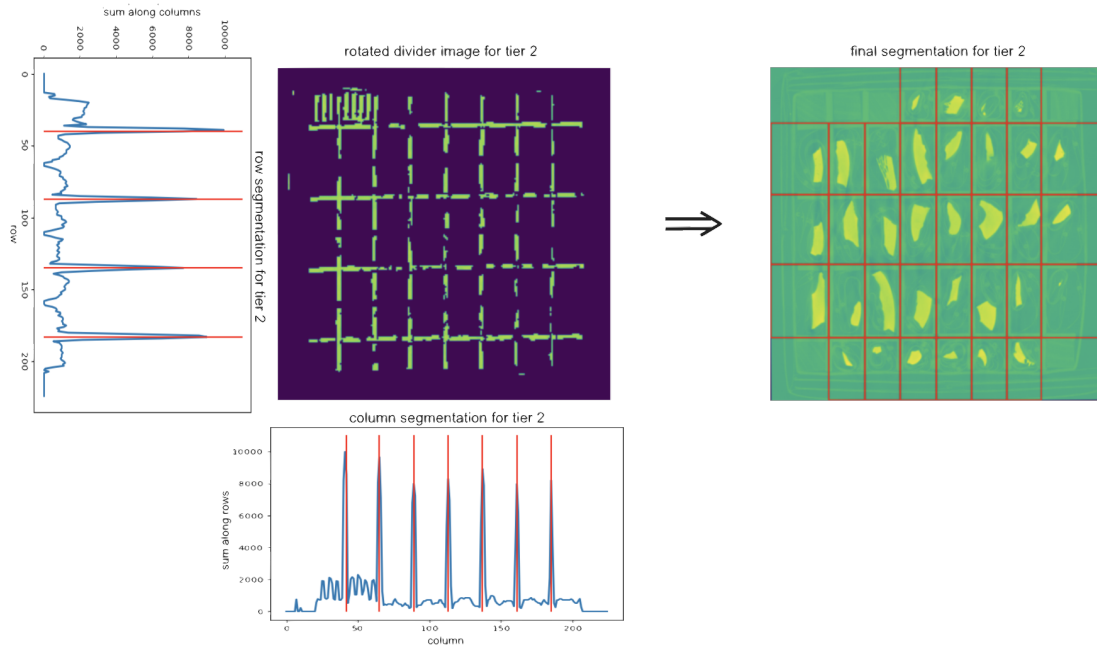 sum along columns
0 2000 4000 6000 8000 10000
rotated divider image for tier 2
final segmentation for tier 2
0
50
100
150
200
row
row segmentation for tier 2
column segmentation for tier 2
10000
8000
6000
4000
2000
0
sum along rows
0 50 100 150 200
column